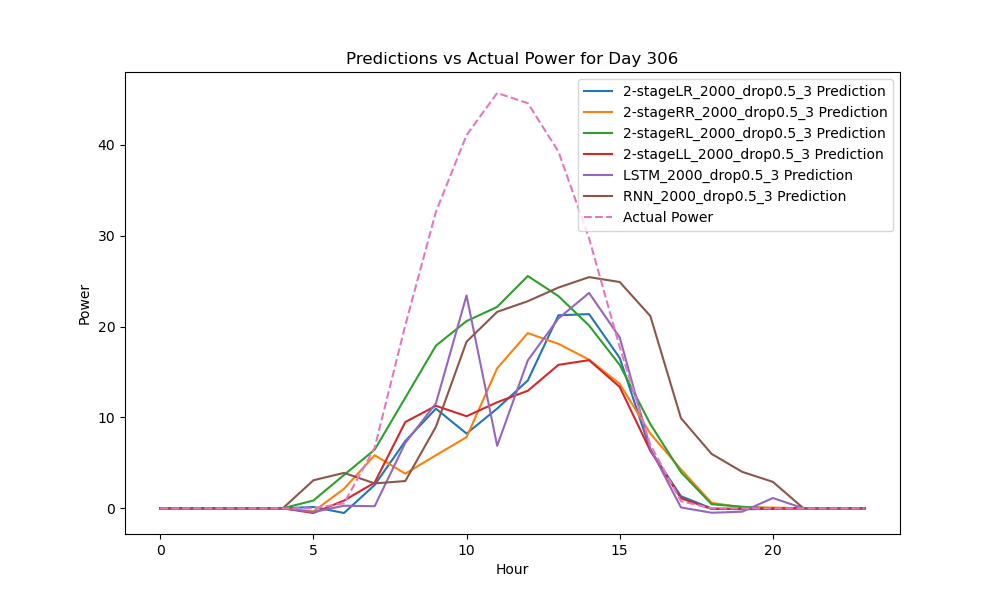 Predictions vs Actual Power for Day 306
2-stageLR_2000_drop0.5_3 Prediction
2-stageRR_2000_drop0.5_3 Prediction
2-stageRL_2000_drop0.5_3 Prediction
2-stageLL_2000_drop0.5_3 Prediction
LSTM_2000_drop0.5_3 Prediction
RNN_2000_drop0.5_3 Prediction
Actual Power
Power
40
30
20
10
0
0 5 10 15 20
Hour